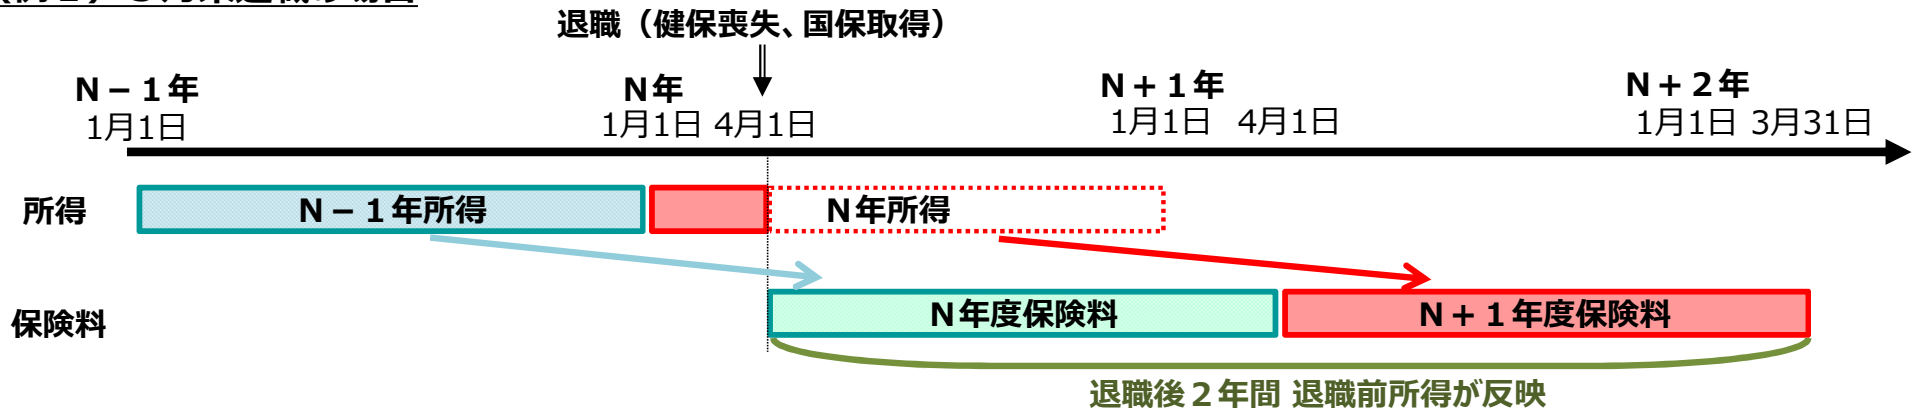 退職（健保喪失、国保取得）
N－1年
N年
N＋1年
N＋2年
1月1日
1月1日 4月1日
1月1日 4月1日
1月1日 3月31日
所得
N－1年所得
N年所得
保険料
N年度保険料
N＋1年度保険料
退職後2年間 退職前所得が反映